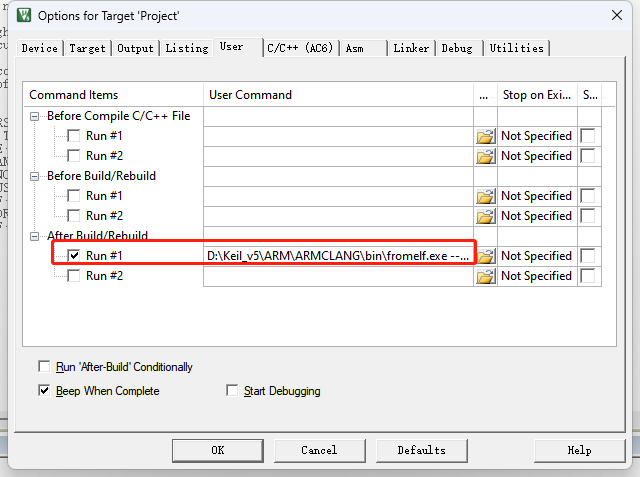 Options for Target 'Project'
Device Target Output Listing User C/C++ (AC6) Asm Linker Debug Utilities
Command Items User Command ... Stop on Exi... S...
Before Compile C/C++ File
Run #1 Not Specified
Run #2 Not Specified
Before Build/Rebuild
Run #1 Not Specified
Run #2 Not Specified
After Build/Rebuild
Run #1 D:\Keil_v5\ARM\ARMCLANG\bin\fromelf.exe --... Not Specified
Run #2 Not Specified
Run 'After-Build' Conditionally
Beep When Complete Start Debugging
OK Cancel Defaults Help